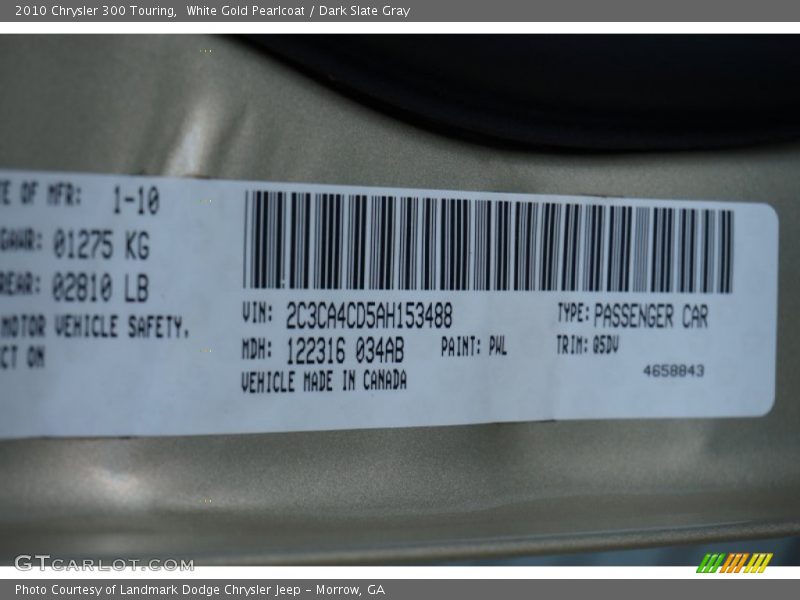 2010 Chrysler 300 Touring,  White Gold Pearlcoat / Dark Slate Gray
TE OF MFR: 1-10
GAWR: 01275 KG
REAR: 02810 LB
MOTOR VEHICLE SAFETY.
CT ON
VIN: 2C3CA4CD5AH153488
TYPE: PASSENGER CAR
MDH: 122316 034AB
PAINT: PWL
TRIM: Q5DV
VEHICLE MADE IN CANADA
4658843
GTCARLOT.COM
Photo Courtesy of Landmark Dodge Chrysler Jeep – Morrow, GA